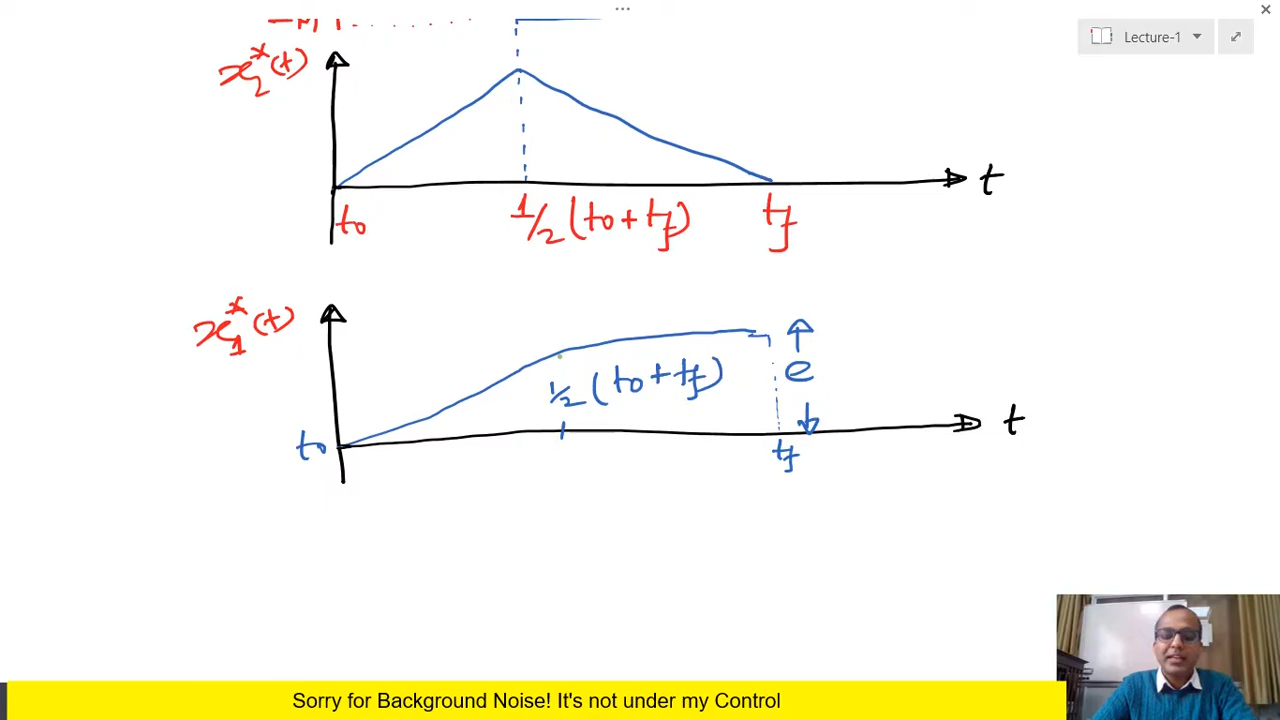 Lecture-1
x₂*(t)
t
t₀
1/2 (t₀ + t_f)
t_f
x₁*(t)
e
1/2 (t₀ + t_f)
t
t₀
t_f
Sorry for Background Noise! It's not under my Control